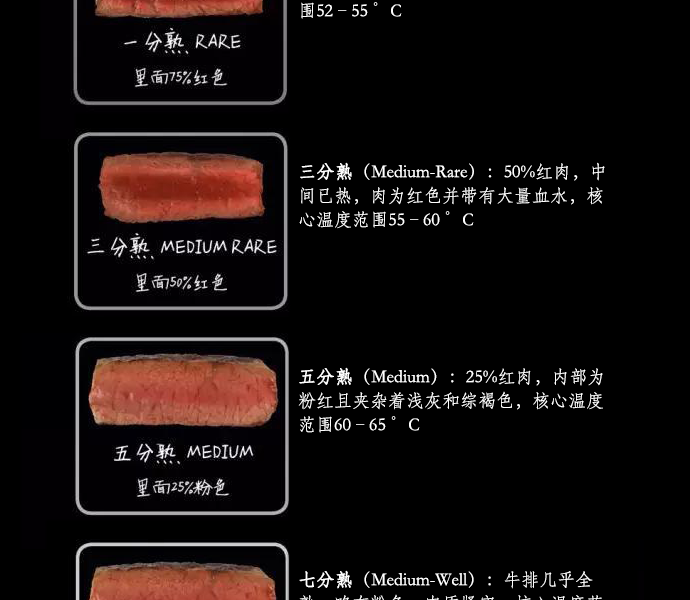 围52–55°C
一分熟 RARE
里面75%红色
三分熟（Medium-Rare）：50%红肉，中
间已热，肉为红色并带有大量血水，核
心温度范围55–60°C
三分熟 MEDIUM RARE
里面50%红色
五分熟（Medium）：25%红肉，内部为
粉红且夹杂着浅灰和综褐色，核心温度
范围60–65°C
五分熟 MEDIUM
里面25%粉色
七分熟（Medium-Well）：牛排几乎全